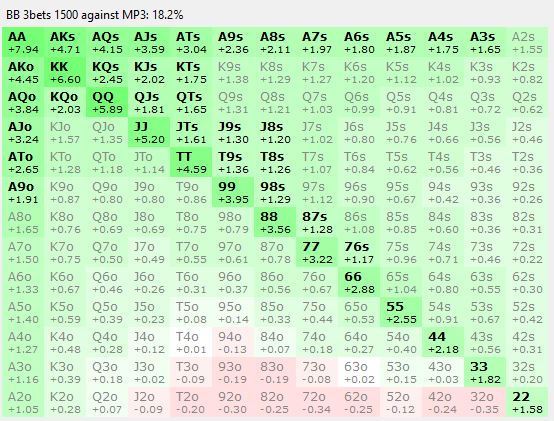 BB 3bets 1500 against MP3: 18.2%
AA AKs AQs AJs ATs A9s A8s A7s A6s A5s A4s A3s A2s
+7.94 +4.71 +4.15 +3.59 +3.04 +2.36 +2.11 +1.97 +1.80 +1.87 +1.75 +1.65 +1.55
AKo KK KQs KJs KTs K9s K8s K7s K6s K5s K4s K3s K2s
+4.45 +6.60 +2.45 +2.02 +1.75 +1.38 +1.29 +1.27 +1.20 +1.12 +1.02 +0.93 +0.82
AQo KQo QQ QJs QTs Q9s Q8s Q7s Q6s Q5s Q4s Q3s Q2s
+3.84 +2.03 +5.89 +1.81 +1.65 +1.31 +1.21 +1.03 +0.99 +0.91 +0.81 +0.72 +0.62
AJo KJo QJo JJ JTs J9s J8s J7s J6s J5s J4s J3s J2s
+3.24 +1.57 +1.35 +5.20 +1.61 +1.30 +1.20 +1.02 +0.80 +0.76 +0.66 +0.56 +0.46
ATo KTo QTo JTo TT T9s T8s T7s T6s T5s T4s T3s T2s
+2.65 +1.28 +1.18 +1.14 +4.59 +1.36 +1.26 +1.07 +0.84 +0.62 +0.56 +0.46 +0.36
A9o K9o Q9o J9o T9o 99 98s 97s 96s 95s 94s 93s 92s
+1.91 +0.87 +0.80 +0.80 +0.86 +3.95 +1.29 +1.12 +0.90 +0.67 +0.42 +0.36 +0.26
A8o K8o Q8o J8o T8o 98o 88 87s 86s 85s 84s 83s 82s
+1.65 +0.76 +0.69 +0.69 +0.75 +0.79 +3.56 +1.28 +1.08 +0.85 +0.60 +0.36 +0.31
A7o K7o Q7o J7o T7o 97o 87o 77 76s 75s 74s 73s 72s
+1.50 +0.75 +0.50 +0.49 +0.55 +0.61 +0.78 +3.22 +1.17 +0.96 +0.71 +0.46 +0.22
A6o K6o Q6o J6o T6o 96o 86o 76o 66 65s 64s 63s 62s
+1.33 +0.67 +0.46 +0.26 +0.31 +0.37 +0.56 +0.67 +2.88 +1.04 +0.80 +0.55 +0.30
A5o K5o Q5o J5o T5o 95o 85o 75o 65o 55 54s 53s 52s
+1.40 +0.59 +0.39 +0.23 +0.08 +0.14 +0.33 +0.44 +0.53 +2.55 +0.91 +0.67 +0.42
A4o K4o Q4o J4o T4o 94o 84o 74o 64o 54o 44 43s 42s
+1.27 +0.48 +0.28 +0.12 +0.01 -0.13 +0.07 +0.18 +0.27 +0.40 +2.18 +0.56 +0.31
A3o K3o Q3o J3o T3o 93o 83o 73o 63o 53o 43o 33 32s
+1.16 +0.39 +0.18 +0.02 -0.09 -0.19 -0.19 -0.08 +0.02 +0.15 +0.03 +1.82 +0.20
A2o K2o Q2o J2o T2o 92o 82o 72o 62o 52o 42o 32o 22
+1.05 +0.28 +0.07 -0.09 -0.20 -0.30 -0.25 -0.34 -0.25 -0.12 -0.24 -0.35 +1.58